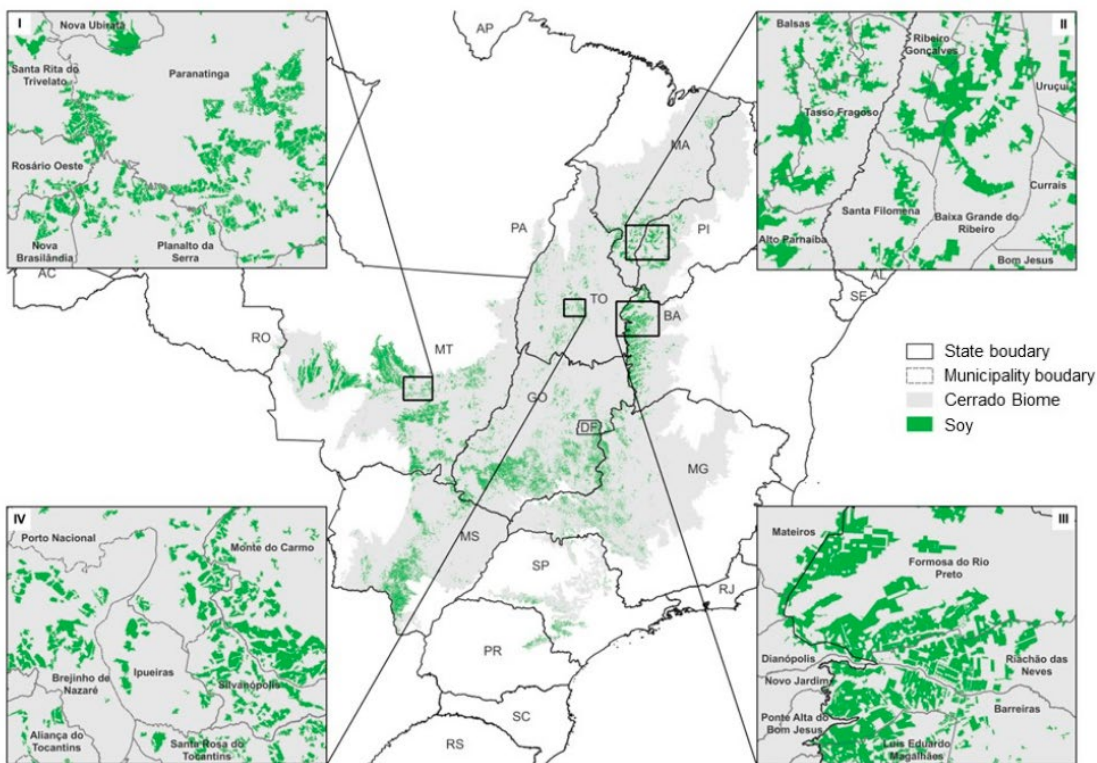 I
Nova Ubiratã
Santa Rita do
Trivelato
Paranatinga
Rosário Oeste
Nova
Brasilândia
Planalto da
Serra
II
Balsas
Ribeiro
Gonçalves
Uruçuí
Tasso Fragoso
Currais
Santa Filomena
Baixa Grande do
Ribeiro
Alto Parnaíba
Bom Jesus
AP
MA
PA
PI
AC
AL
SE
TO
BA
RO
MT
GO
DF
MG
MS
SP
RJ
PR
SC
RS
State boudary
Municipality boudary
Cerrado Biome
Soy
IV
Porto Nacional
Monte do Carmo
Ipueiras
Brejinho de
Nazaré
Silvanópolis
Aliança do
Tocantins
Santa Rosa do
Tocantins
III
Mateiros
Formosa do Rio
Preto
Dianópolis
Riachão das
Neves
Novo Jardim
Barreiras
Ponte Alta do
Bom Jesus
Luis Eduardo
Magalhães